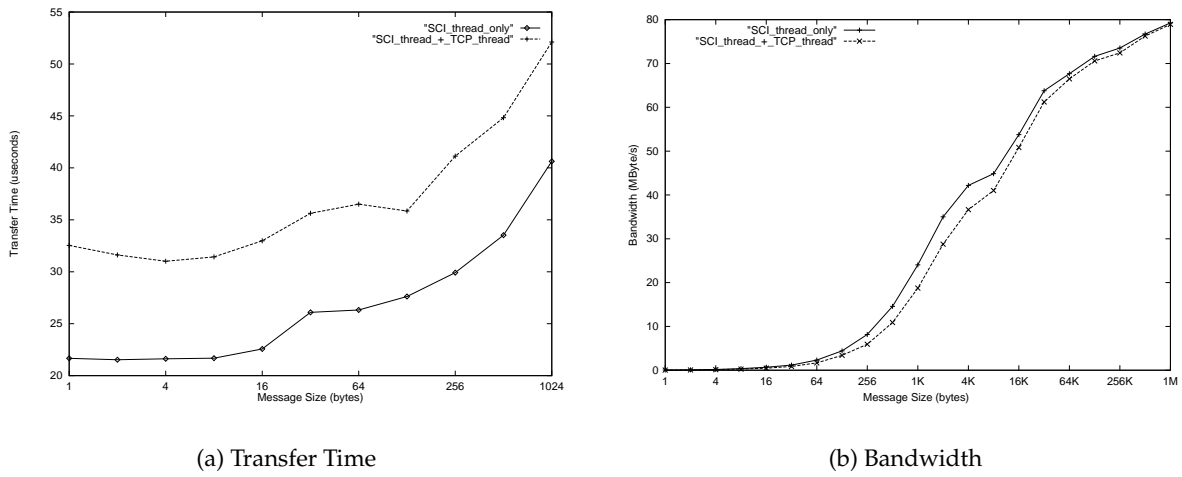 55
50
45
40
35
30
25
20
Transfer Time (useconds)
"SCI_thread_only"
"SCI_thread_+_TCP_thread"
1 4 16 64 256 1024
Message Size (bytes)
(a) Transfer Time
80
70
60
50
40
30
20
10
0
Bandwidth (MByte/s)
"SCI_thread_only"
"SCI_thread_+_TCP_thread"
1 4 16 64 256 1K 4K 16K 64K 256K 1M
Message Size (bytes)
(b) Bandwidth